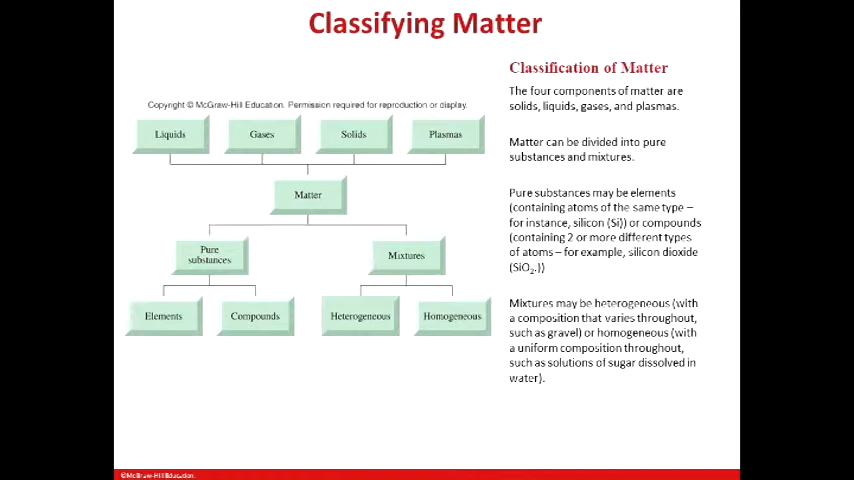 Classifying Matter
Copyright © McGraw-Hill Education. Permission required for reproduction or display.
Liquids
Gases
Solids
Plasmas
Matter
Pure
substances
Mixtures
Elements
Compounds
Heterogeneous
Homogeneous
Classification of Matter
The four components of matter are
solids, liquids, gases, and plasmas.
Matter can be divided into pure
substances and mixtures.
Pure substances may be elements
(containing atoms of the same type –
for instance, silicon (Si)) or compounds
(containing 2 or more different types
of atoms – for example, silicon dioxide
(SiO₂.))
Mixtures may be heterogeneous (with
a composition that varies throughout,
such as gravel) or homogeneous (with
a uniform composition throughout,
such as solutions of sugar dissolved in
water).
©McGraw-Hill Education